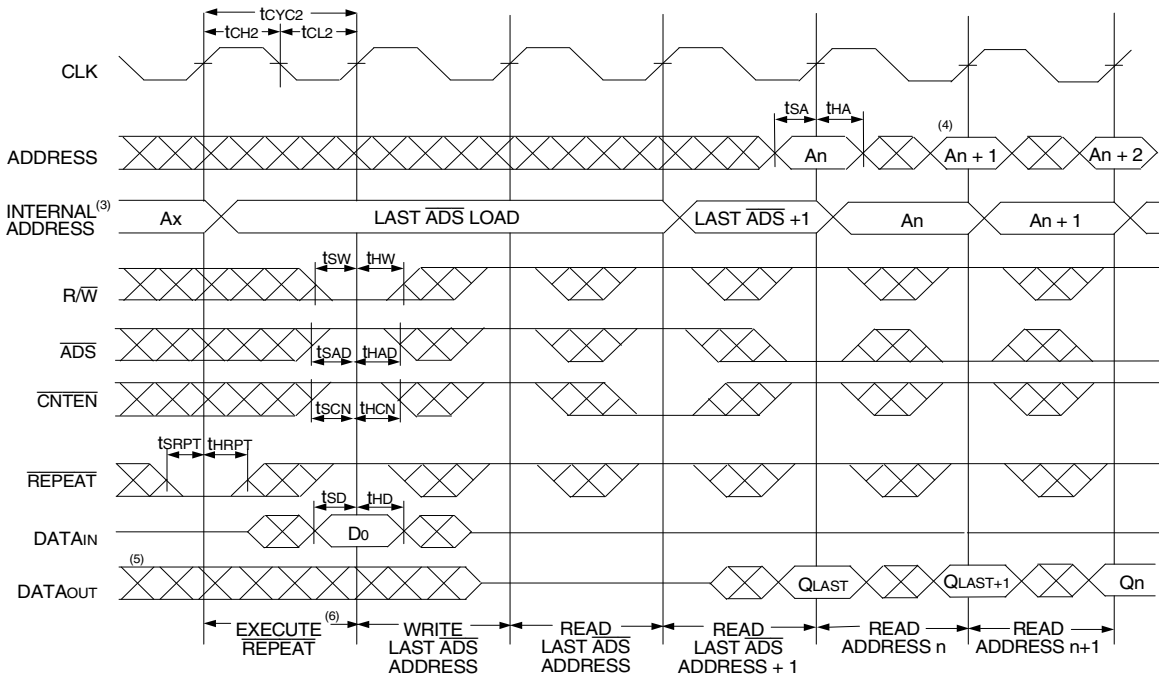 tCYC2
tCH2 tCL2
CLK
tSA tHA
(4)
ADDRESS An An + 1 An + 2
INTERNAL(3)
ADDRESS
Ax LAST ADS LOAD LAST ADS +1 An An + 1
tSW tHW
R/W
ADS
tSAD tHAD
CNTEN
tSCN tHCN
tSRPT tHRPT
REPEAT
tSD tHD
DATAIN D0
(5)
DATAOUT QLAST QLAST+1 Qn
EXECUTE(6)
REPEAT
WRITE
LAST ADS
ADDRESS
READ
LAST ADS
ADDRESS
READ
LAST ADS
ADDRESS + 1
READ
ADDRESS n
READ
ADDRESS n+1